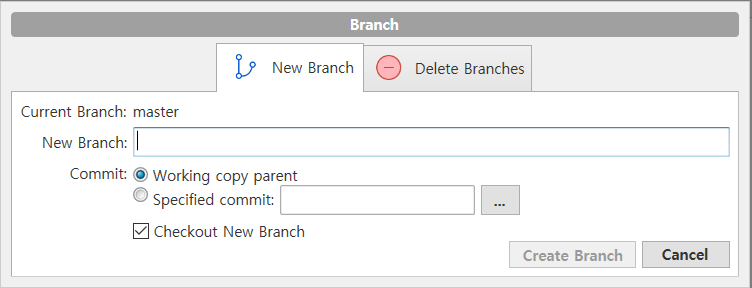 Branch
New Branch
Delete Branches
Current Branch: master
New Branch:
Commit: Working copy parent
Specified commit: ...
Checkout New Branch
Create Branch Cancel